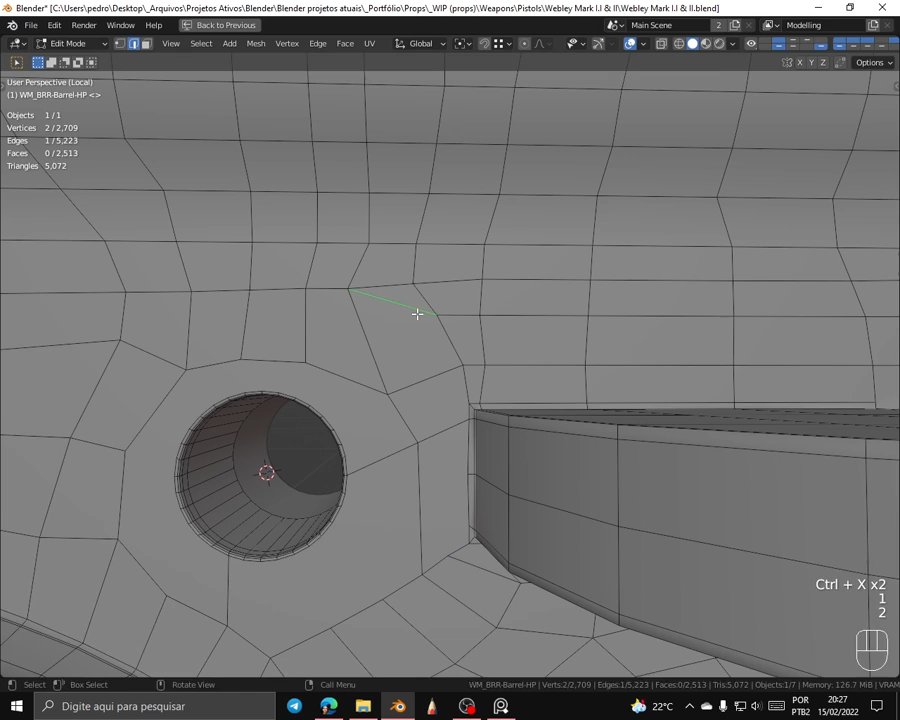 Blender* [C:\Users\pedro\Desktop\_Arquivos\Projetos Ativos\Blender\Blender projetos atuais\_Portfólio\Props\_WIP (props)\Weapons\Pistols\Webley Mark I.I & II\Webley Mark I.I & II.blend]
File Edit Render Window Help Back to Previous Main Scene 2 Modelling
Edit Mode View Select Add Mesh Vertex Edge Face UV Global
X Y Z Options
User Perspective (Local)
(1) WM_BRR-Barrel-HP <>
Objects 1 / 1
Vertices 2 / 2,709
Edges 1 / 5,223
Faces 0 / 2,513
Triangles 5,072
Ctrl + X x2
1
2
Select Box Select Rotate View Call Menu WM_BRR-Barrel-HP | Verts:2/2,709 | Edges:1/5,223 | Faces:0/2,513 | Tris:5,072 | Objects:1/7 | Memory: 126.7 MiB | VRAM
Digite aqui para pesquisar 22°C POR 20:27
PTB2 15/02/2022